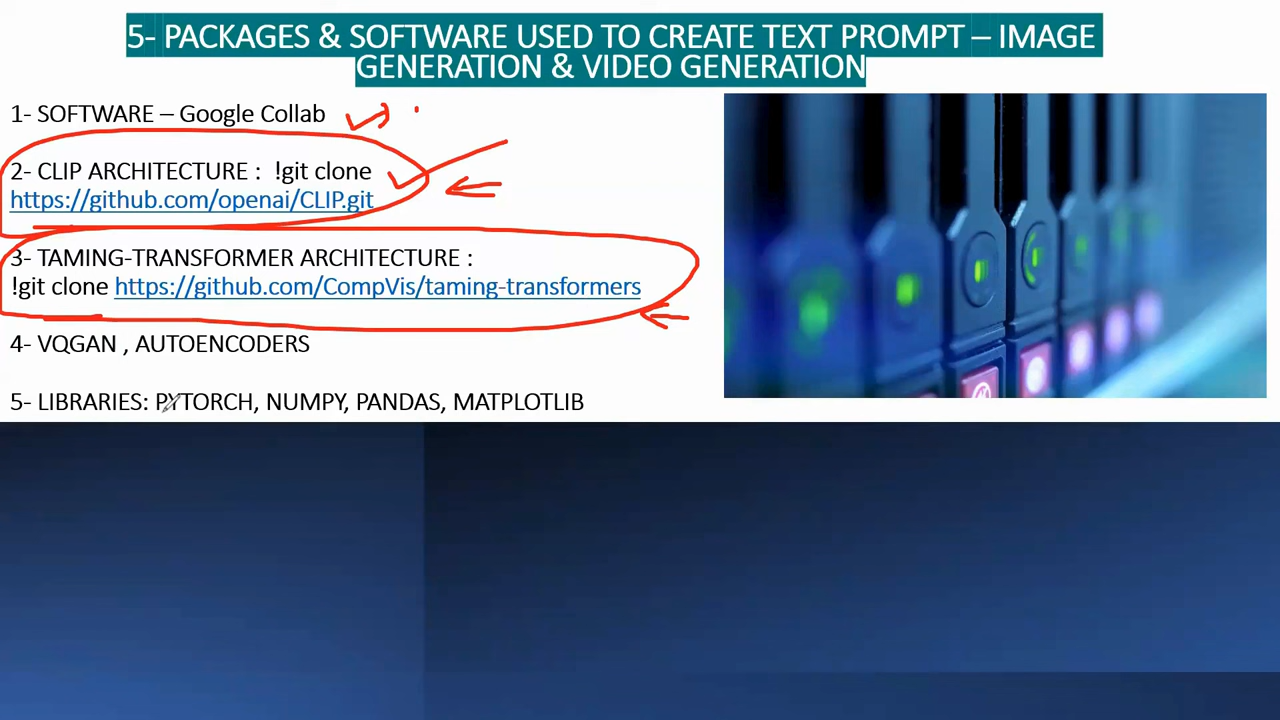 5- PACKAGES & SOFTWARE USED TO CREATE TEXT PROMPT – IMAGE
GENERATION & VIDEO GENERATION
1- SOFTWARE – Google Collab
2- CLIP ARCHITECTURE : !git clone
https://github.com/openai/CLIP.git
3- TAMING-TRANSFORMER ARCHITECTURE :
!git clone https://github.com/CompVis/taming-transformers
4- VQGAN , AUTOENCODERS
5- LIBRARIES: PYTORCH, NUMPY, PANDAS, MATPLOTLIB